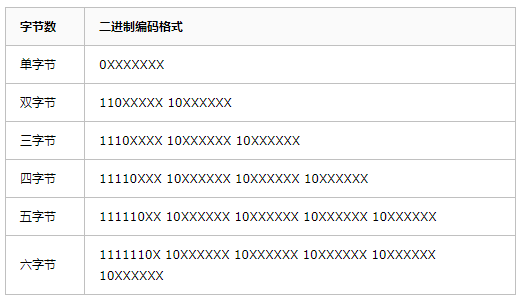 字节数 二进制编码格式
单字节 0XXXXXXX
双字节 110XXXXX 10XXXXXX
三字节 1110XXXX 10XXXXXX 10XXXXXX
四字节 11110XXX 10XXXXXX 10XXXXXX 10XXXXXX
五字节 111110XX 10XXXXXX 10XXXXXX 10XXXXXX 10XXXXXX
六字节 1111110X 10XXXXXX 10XXXXXX 10XXXXXX 10XXXXXX
10XXXXXX